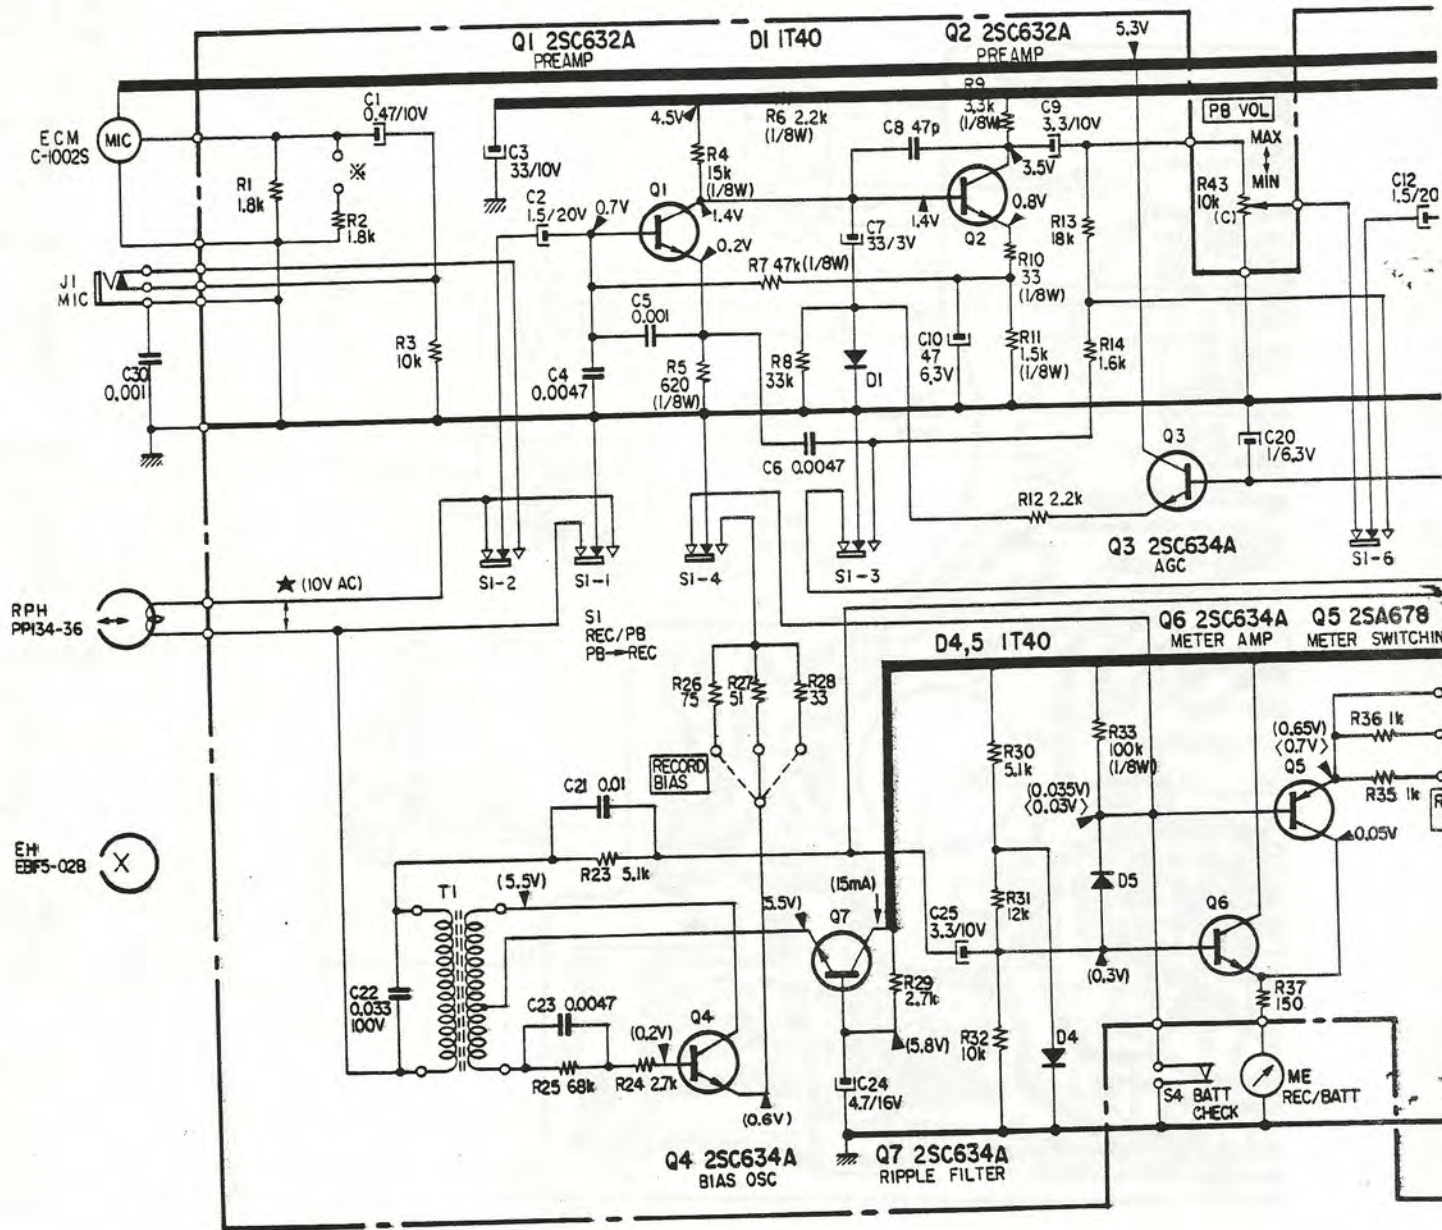 Q1 2SC632A
PREAMP
D1 1T40
Q2 2SC632A
PREAMP
5.3V
ECM
C-1002S
MIC
C1
0.47/10V
R1
1.8k
※
R2
1.8k
J1
MIC
C30
0.001
R3
10k
C3
33/10V
4.5V
R4
15k
(1/8W)
R6 2.2k
(1/8W)
C2
1.5/20V
0.7V
Q1
1.4V
0.2V
C8 47p
R9
3.3k
(1/8W)
C9
3.3/10V
3.5V
0.8V
1.4V
Q2
C7
33/3V
R7 47k (1/8W)
R10
33
(1/8W)
R13
18k
PB VOL
MAX
MIN
R43
10k
(C)
C12
1.5/20
C5
0.001
C4
0.0047
R5
620
(1/8W)
R8
33k
D1
C10
47
6.3V
R11
1.5k
(1/8W)
R14
1.6k
C6 0.0047
Q3
C20
1/6.3V
R12 2.2k
Q3 2SC634A
AGC
S1-2
S1-1
S1-4
S1-3
S1-6
★ (10V AC)
RPH
PP134-36
S1
REC/PB
PB→REC
D4,5 1T40
Q6 2SC634A
METER AMP
Q5 2SA678
METER SWITCHIN
R26
75
R27
51
R28
33
RECORD
BIAS
R30
5.1k
R33
100k
(1/8W)
(0.65V)
<0.7V>
Q5
R36 1k
R35 1k
R
(0.035V)
<0.03V>
0.05V
EH
EBF5-02B
C21 0.01
R23 5.1k
T1
(5.5V)
(5.5V)
(15mA)
Q7
C25
3.3/10V
R31
12k
D5
Q6
(0.3V)
C22
0.033
100V
C23 0.0047
R25 68k
R24 2.7k
(0.2V)
Q4
(0.6V)
R29
2.7k
(5.8V)
C24
4.7/16V
R32
10k
D4
R37
150
S4 BATT
CHECK
ME
REC/BATT
Q4 2SC634A
BIAS OSC
Q7 2SC634A
RIPPLE FILTER